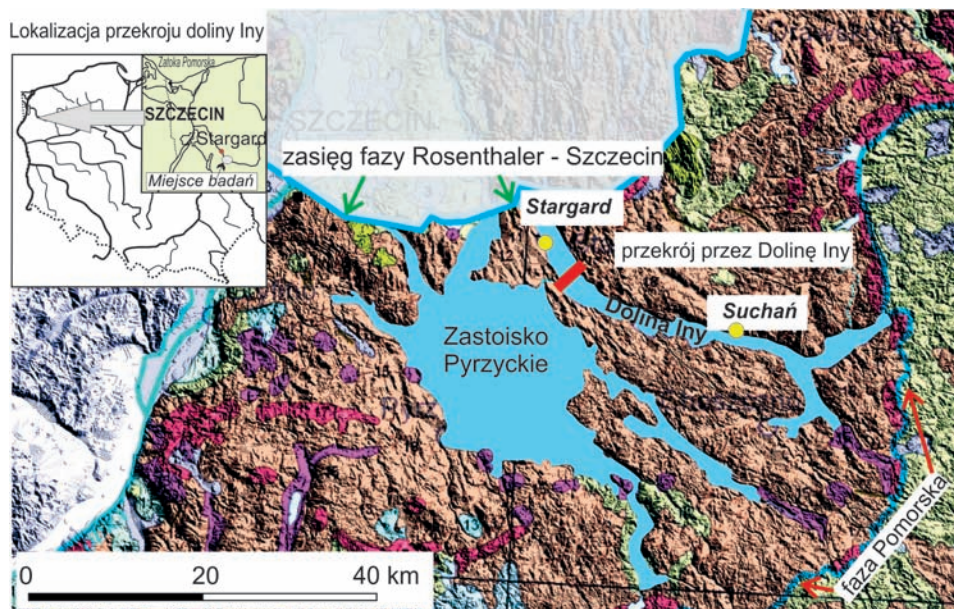 Lokalizacja przekroju doliny Iny
Zatoka Pomorska
SZCZECIN
Stargard
Miejsce badań
SZCZECIN
zasięg fazy Rosenthaler - Szczecin
Stargard
przekrój przez Dolinę Iny
Suchań
Dolina Iny
Zastoisko
Pyrzyckie
faza Pomorska
13
0 20 40 km